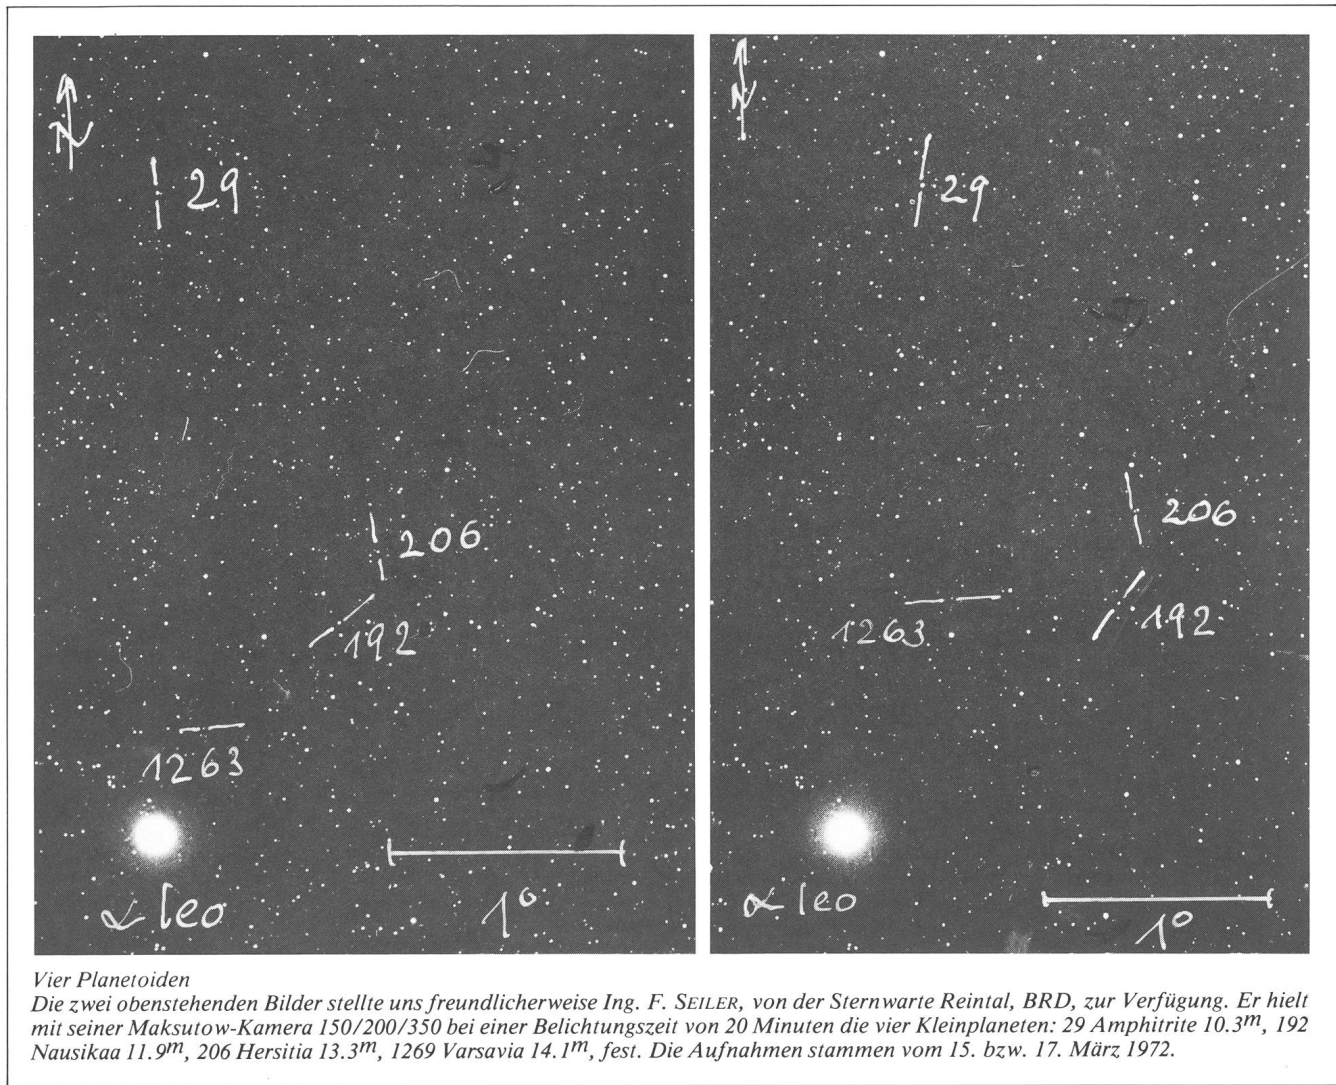 N
29
206
192
1263
α leo
1°
N
29
206
1263
192
α leo
1°
Vier Planetoiden
Die zwei obenstehenden Bilder stellte uns freundlicherweise Ing. F. SEILER, von der Sternwarte Reintal, BRD, zur Verfügung. Er hielt
mit seiner Maksutow-Kamera 150/200/350 bei einer Belichtungszeit von 20 Minuten die vier Kleinplaneten: 29 Amphitrite 10.3m, 192
Nausikaa 11.9m, 206 Hersitia 13.3m, 1269 Varsavia 14.1m, fest. Die Aufnahmen stammen vom 15. bzw. 17. März 1972.